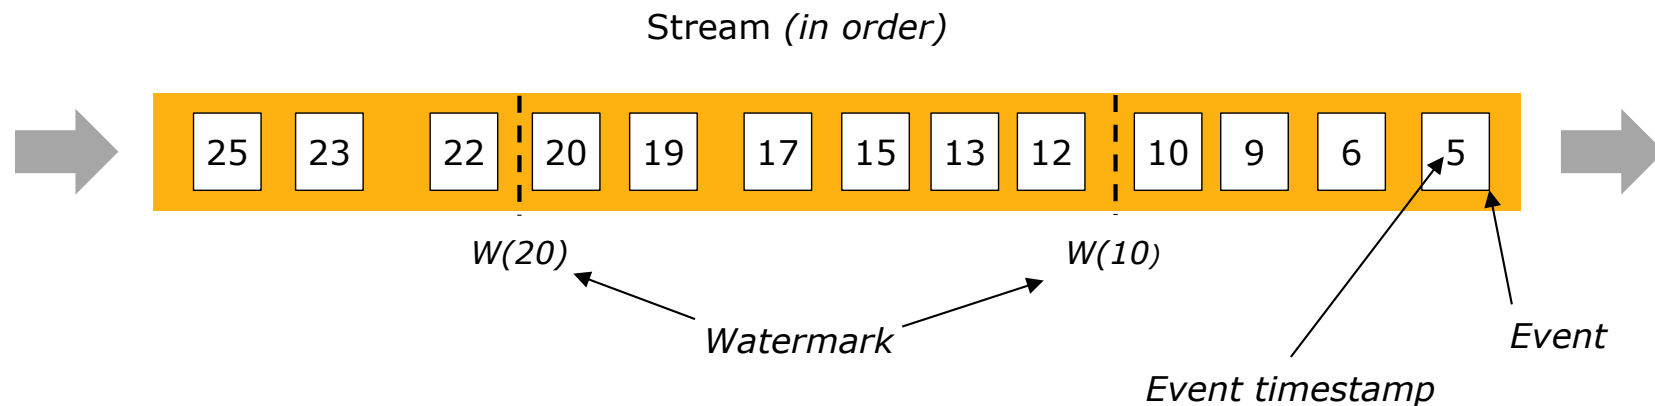 Stream (in order)
25 23 22 20 19 17 15 13 12 10 9 6 5
W(20) W(10)
Watermark
Event
Event timestamp